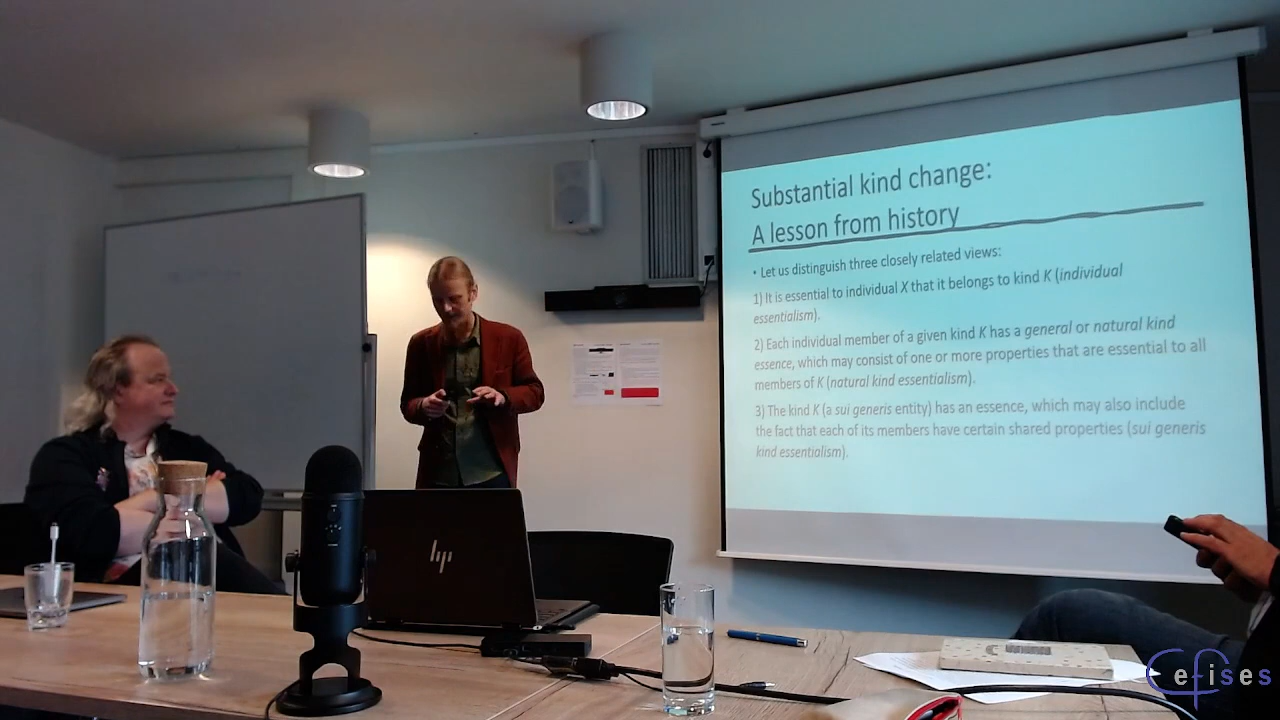 Substantial kind change:
A lesson from history
• Let us distinguish three closely related views:
1) It is essential to individual X that it belongs to kind K (individual
essentialism).
2) Each individual member of a given kind K has a general or natural kind
essence, which may consist of one or more properties that are essential to all
members of K (natural kind essentialism).
3) The kind K (a sui generis entity) has an essence, which may also include
the fact that each of its members have certain shared properties (sui generis
kind essentialism).
hp
Cefises